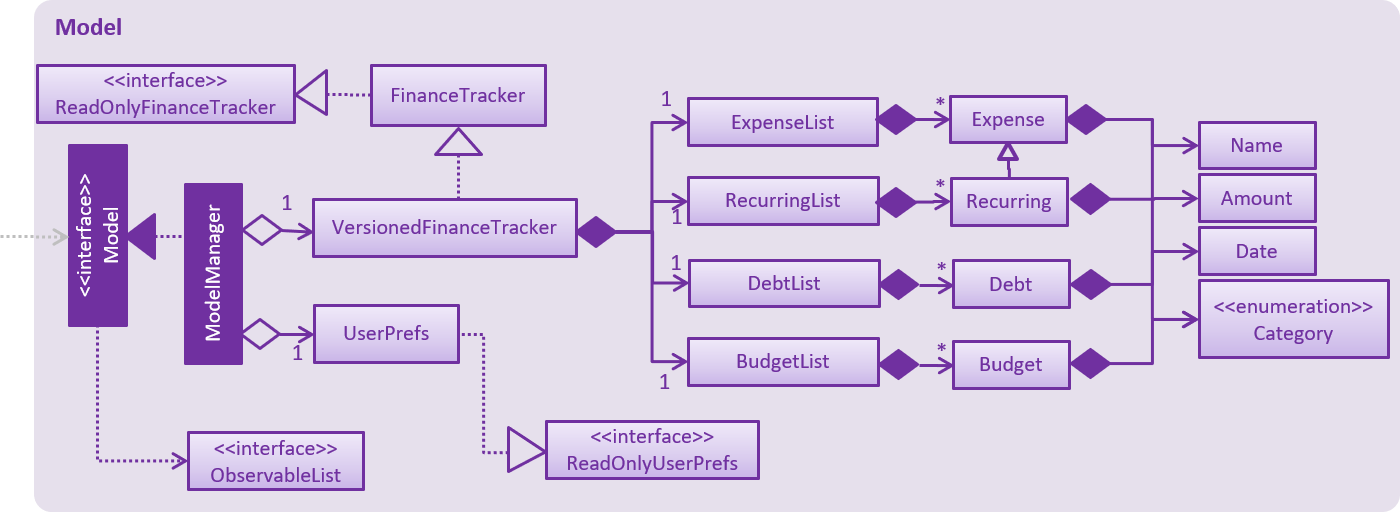 Model
<<interface>>
ReadOnlyFinanceTracker
FinanceTracker
<<interface>>
Model
ModelManager
1
VersionedFinanceTracker
1
UserPrefs
<<interface>>
ObservableList
<<interface>>
ReadOnlyUserPrefs
1
ExpenseList
*
Expense
1
RecurringList
*
Recurring
1
DebtList
*
Debt
1
BudgetList
*
Budget
Name
Amount
Date
<<enumeration>>
Category